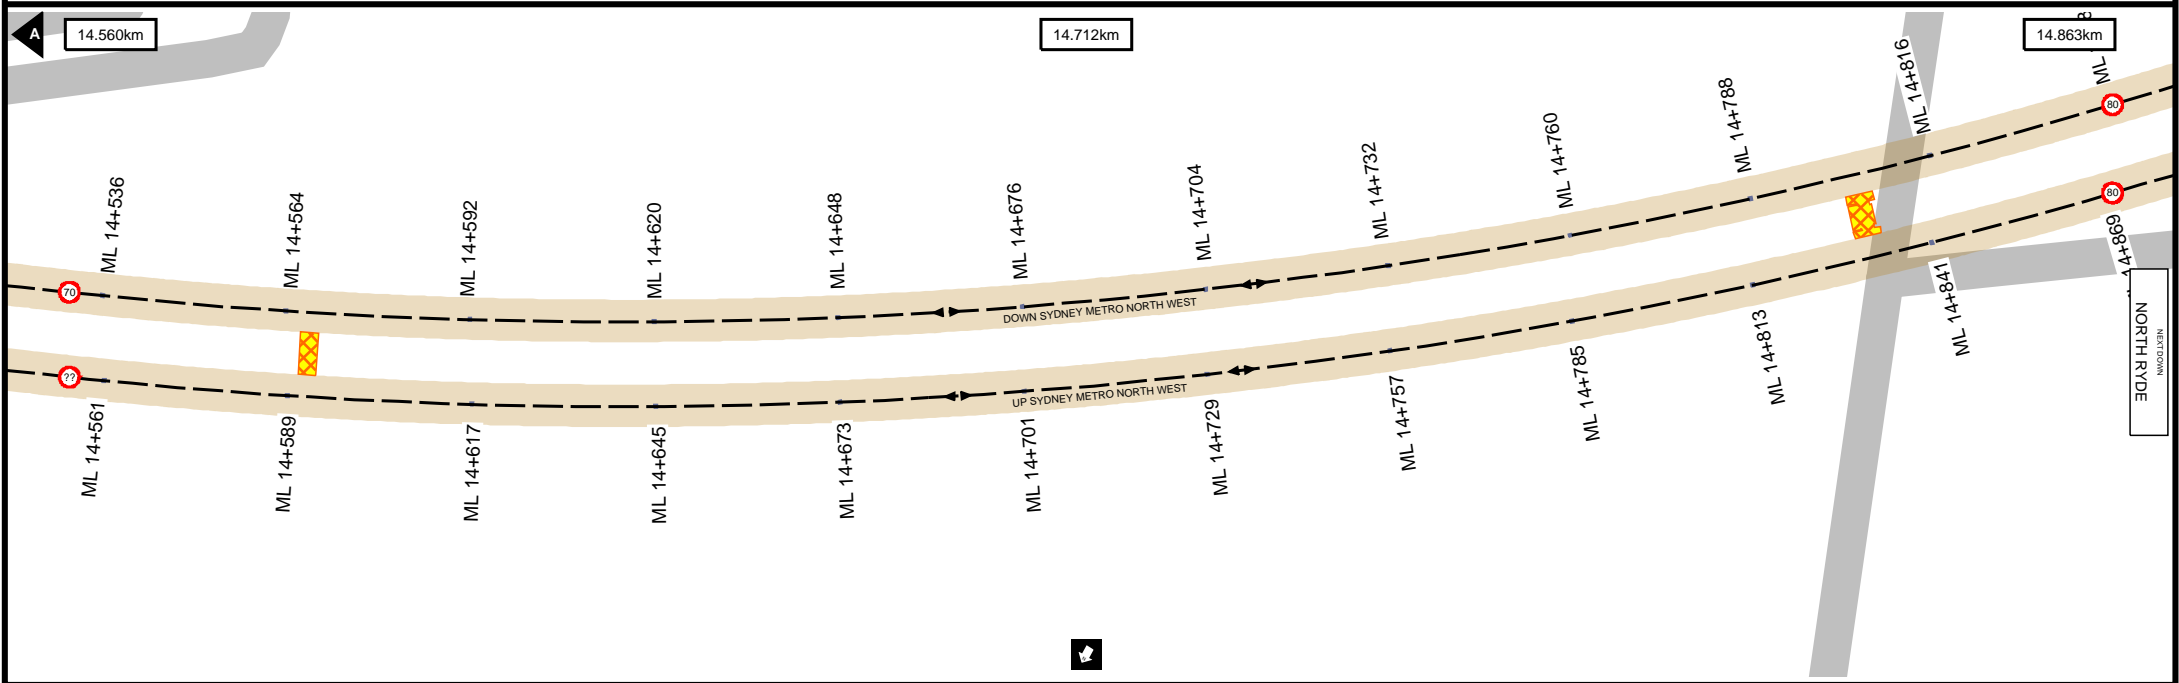 A
14.560km
14.712km
14.863km
ML 14+536
ML 14+564
ML 14+592
ML 14+620
ML 14+648
ML 14+676
ML 14+704
ML 14+732
ML 14+760
ML 14+788
ML 14+816
ML
80
70
DOWN SYDNEY METRO NORTH WEST
80
??
UP SYDNEY METRO NORTH WEST
ML 14+561
ML 14+589
ML 14+617
ML 14+645
ML 14+673
ML 14+701
ML 14+729
ML 14+757
ML 14+785
ML 14+813
ML 14+841
14+869
NEXT DOWN
NORTH RYDE